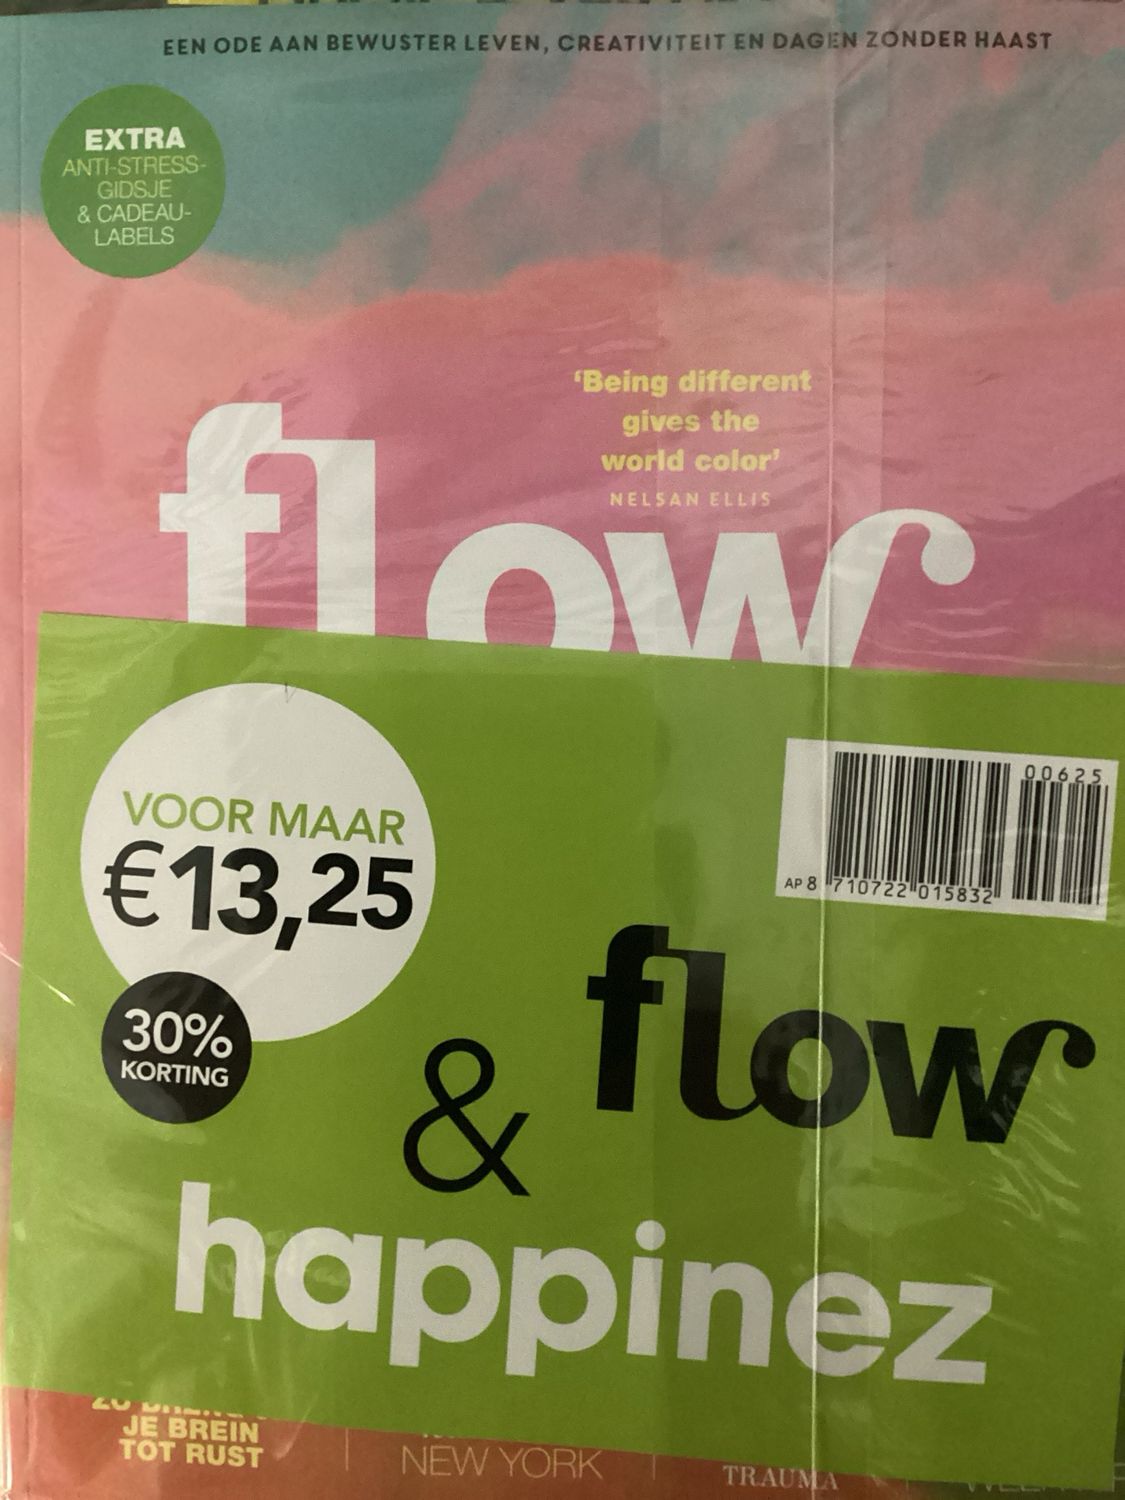 EEN ODE AAN BEWUSTER LEVEN, CREATIVITEIT EN DAGEN ZONDER HAAST
EXTRA
ANTI-STRESS-
GIDSJE
& CADEAU-
LABELS
'Being different
gives the
world color'
NELSAN ELLIS
flow
VOOR MAAR
€13,25
30%
KORTING
00625
AP 8 710722 015832
flow
&
happinez
JE BREIN
TOT RUST
NEW YORK
TRAUMA